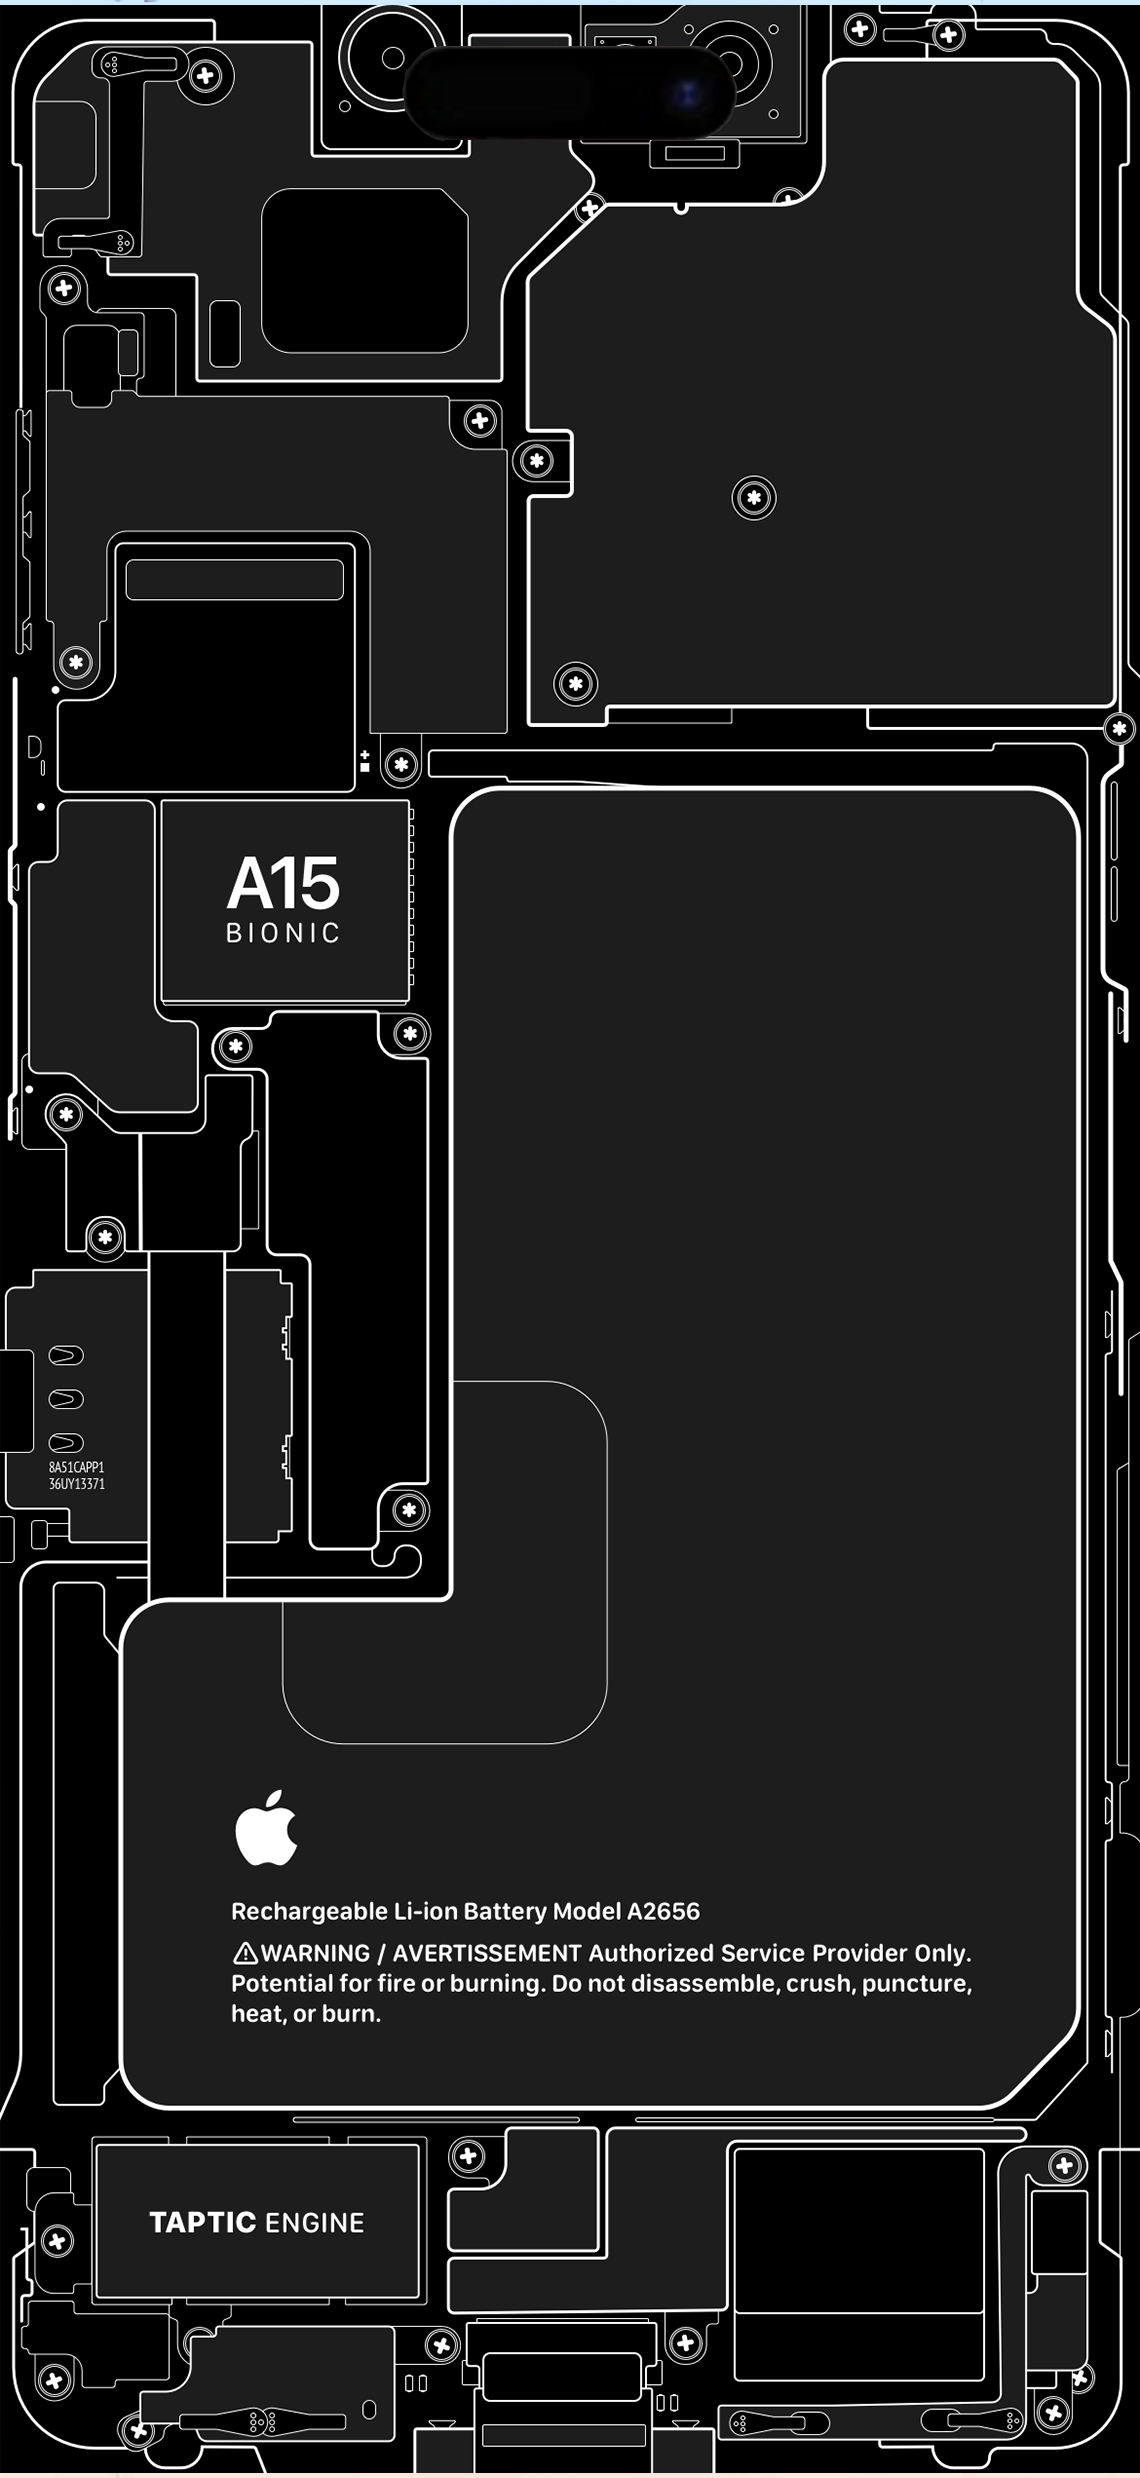 A15
BIONIC
8A51CAPP1
36UY13371
Rechargeable Li-ion Battery Model A2656
⚠WARNING / AVERTISSEMENT Authorized Service Provider Only.
Potential for fire or burning. Do not disassemble, crush, puncture,
heat, or burn.
TAPTIC ENGINE